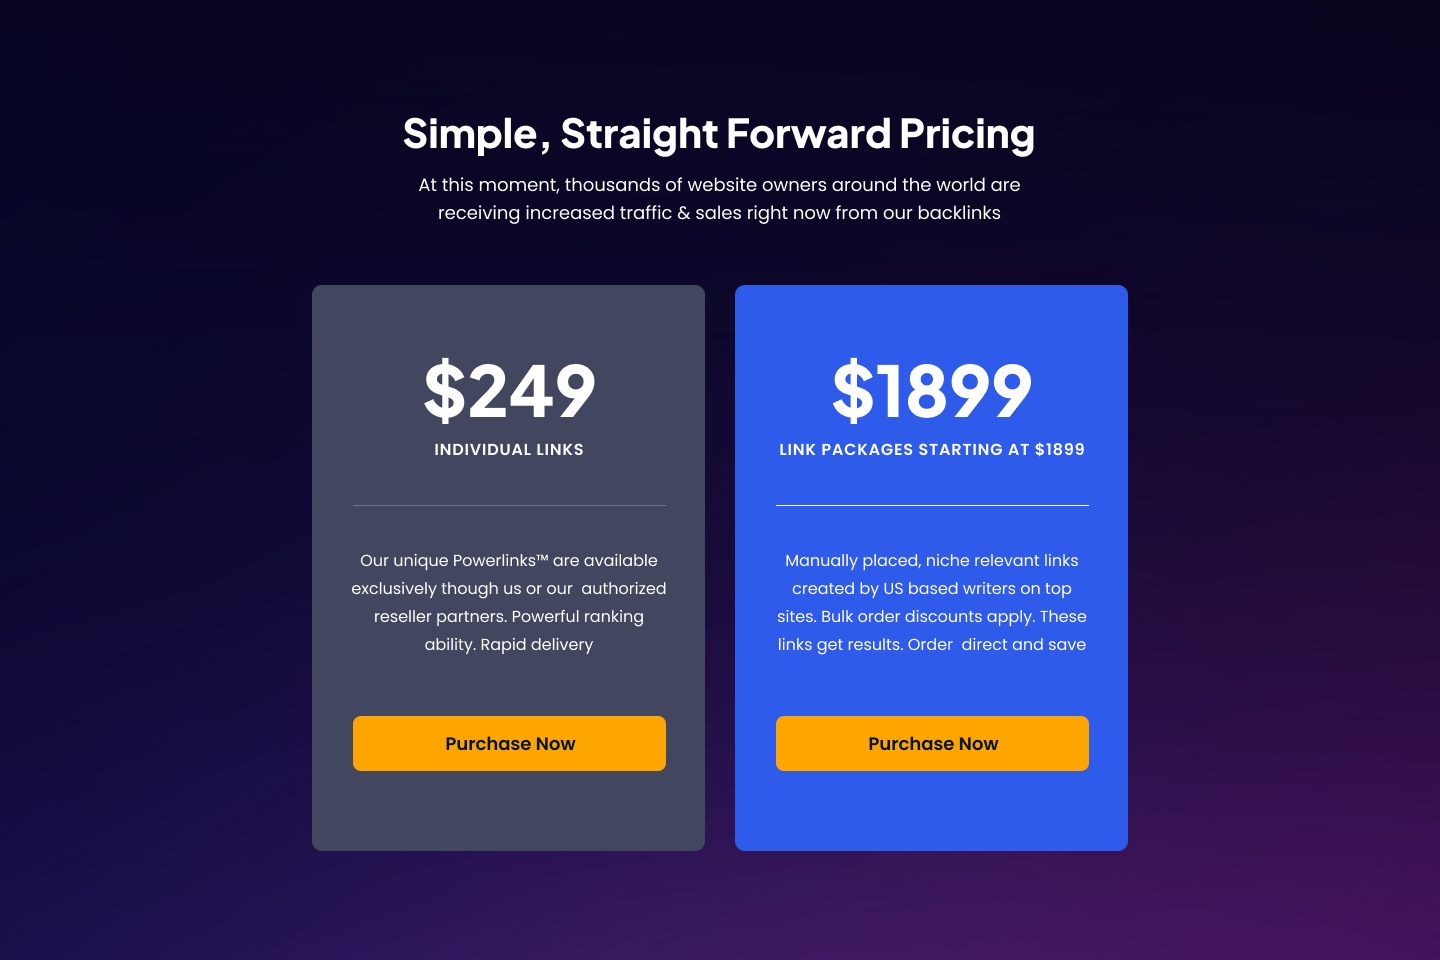 Simple, Straight Forward Pricing
At this moment, thousands of website owners around the world are
receiving increased traffic & sales right now from our backlinks
$249
INDIVIDUAL LINKS
Our unique Powerlinks™ are available
exclusively though us or our  authorized
reseller partners. Powerful ranking
ability. Rapid delivery
Purchase Now
$1899
LINK PACKAGES STARTING AT $1899
Manually placed, niche relevant links
created by US based writers on top
sites. Bulk order discounts apply. These
links get results. Order  direct and save
Purchase Now